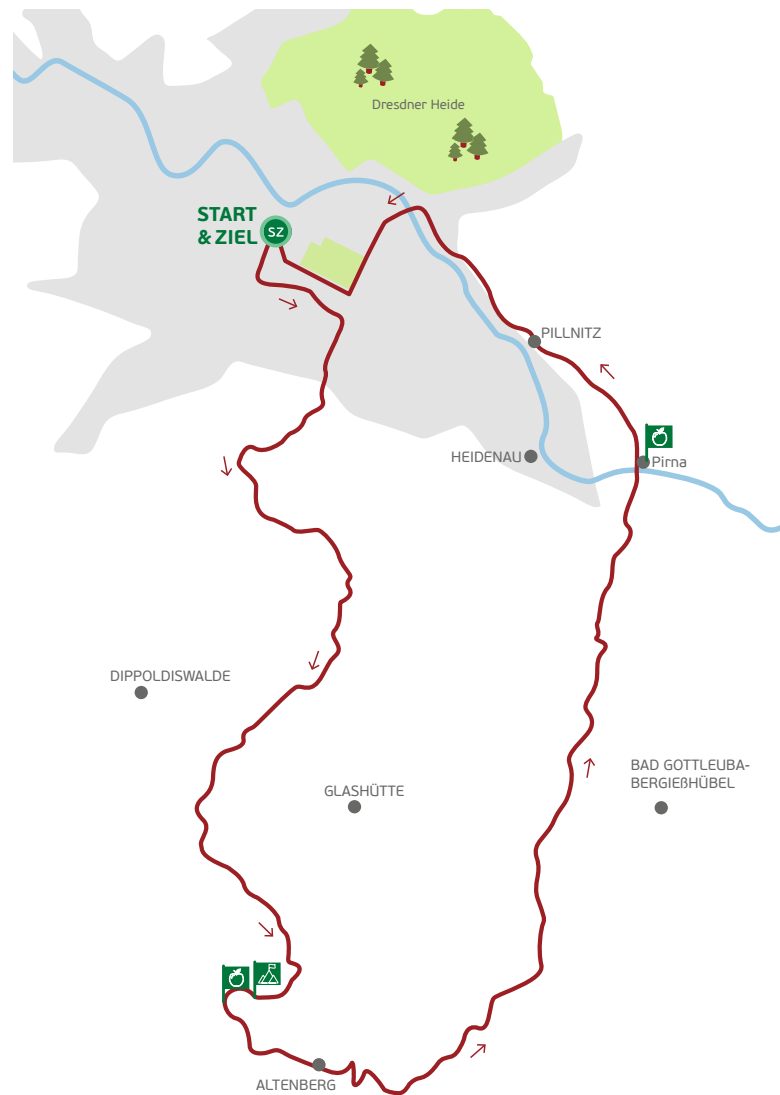 Dresdner Heide
START
& ZIEL
SZ
PILLNITZ
HEIDENAU
Pirna
DIPPOLDISWALDE
GLASHÜTTE
BAD GOTTLEUBA-
BERGIEßHÜBEL
ALTENBERG